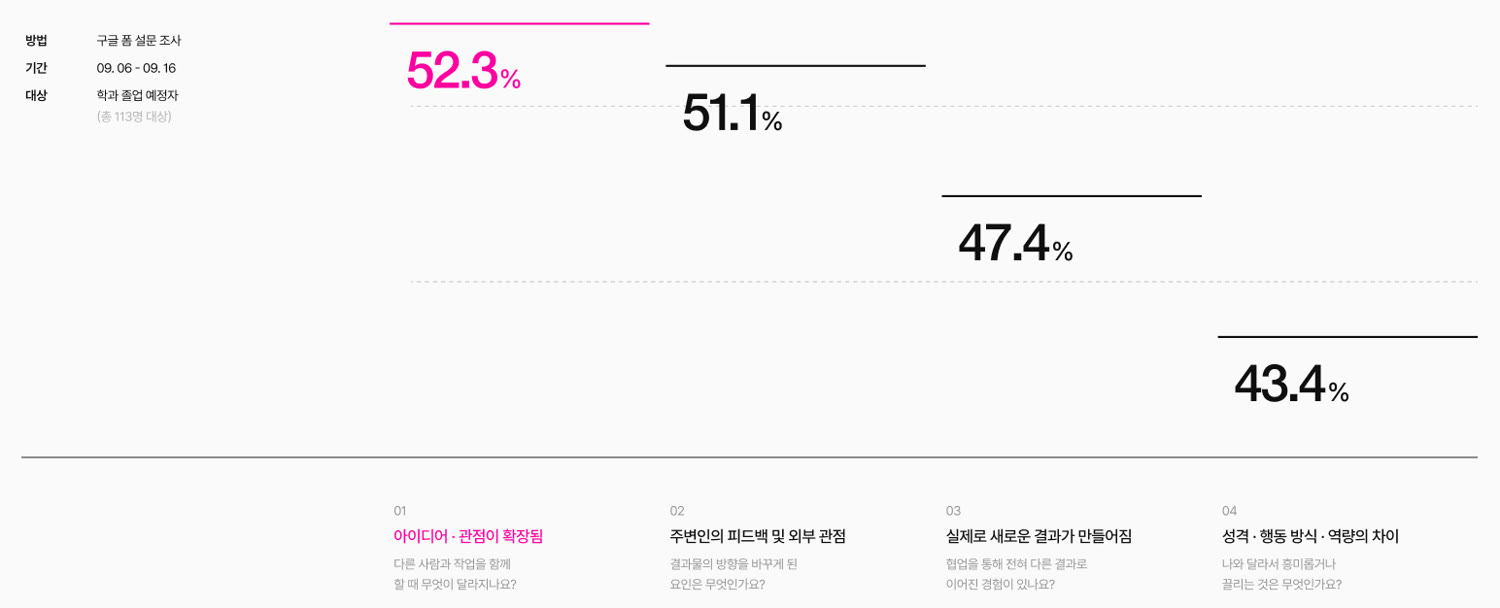 방법 구글 폼 설문 조사
기간 09. 06 - 09. 16
대상 학과 졸업 예정자
(총 113명 대상)
52.3%
51.1%
47.4%
43.4%
01
아이디어 · 관점이 확장됨
다른 사람과 작업을 함께
할 때 무엇이 달라지나요?
02
주변인의 피드백 및 외부 관점
결과물의 방향을 바꾸게 된
요인은 무엇인가요?
03
실제로 새로운 결과가 만들어짐
협업을 통해 전혀 다른 결과로
이어진 경험이 있나요?
04
성격 · 행동 방식 · 역량의 차이
나와 달라서 흥미롭거나
끌리는 것은 무엇인가요?